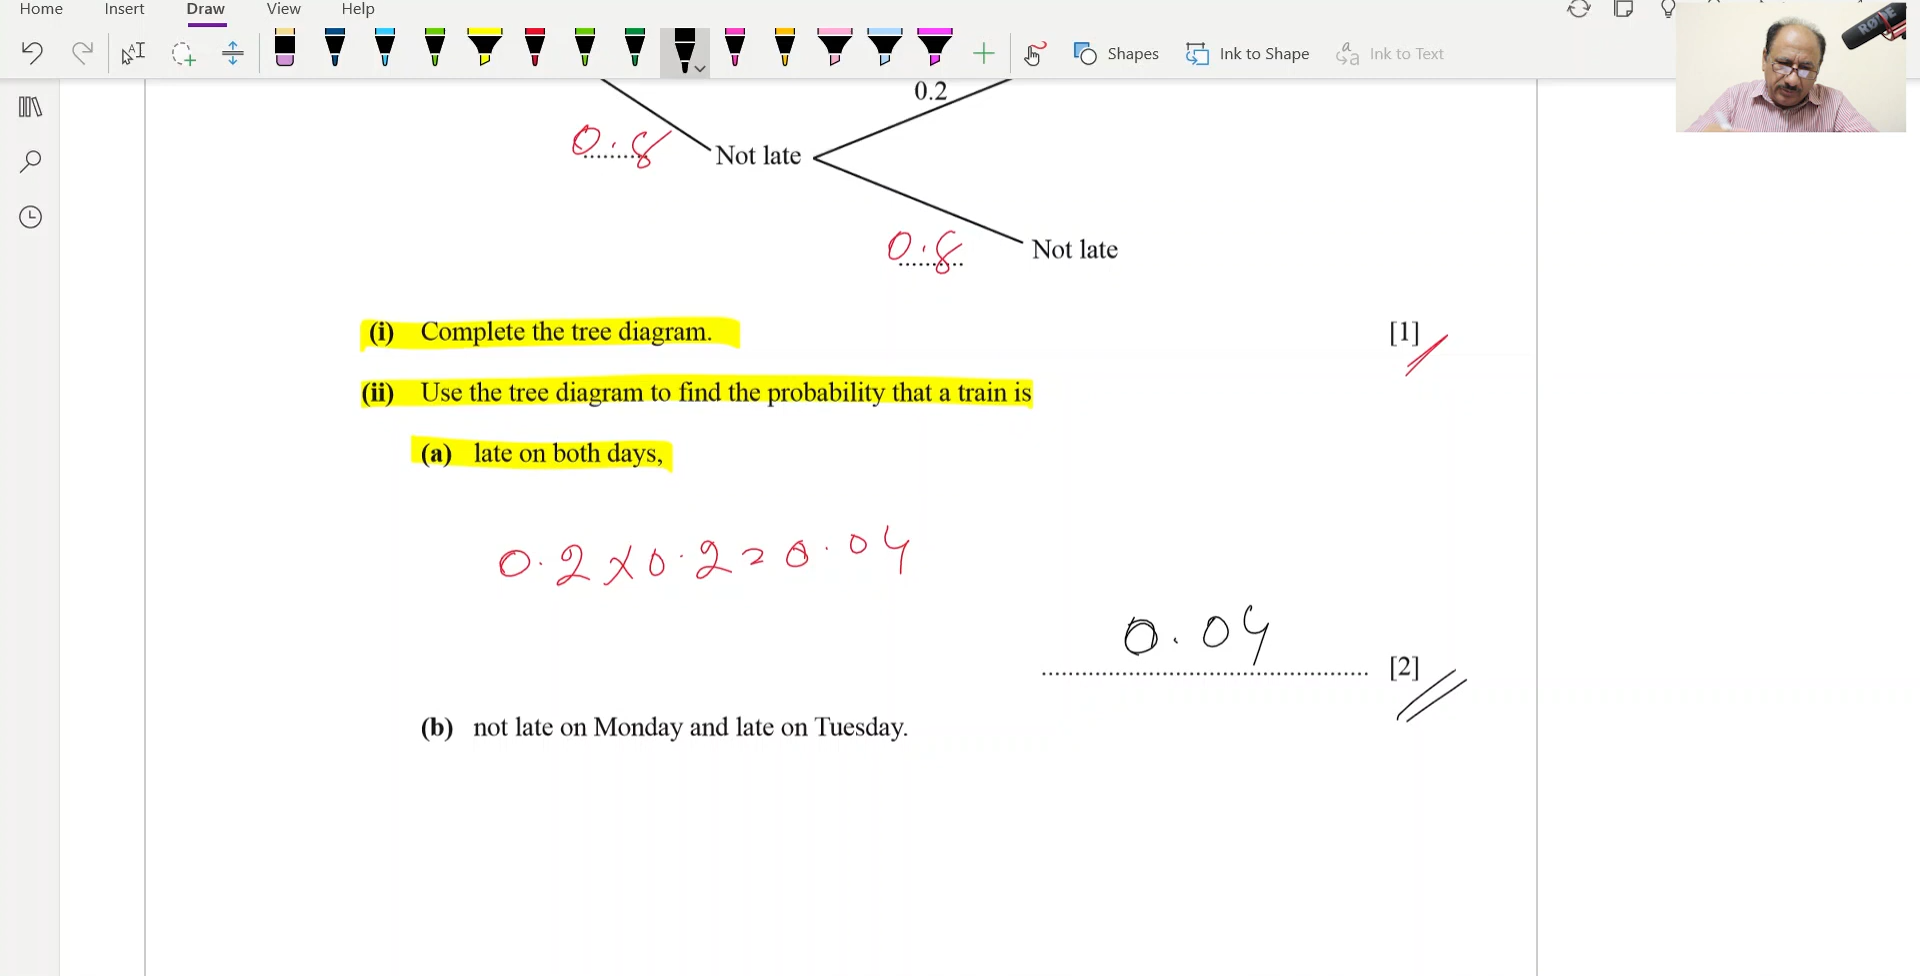 Home Insert Draw View Help
Shapes Ink to Shape Ink to Text
RØDE
0.2
0.8 Not late
0.8 Not late
(i) Complete the tree diagram. [1]
(ii) Use the tree diagram to find the probability that a train is
(a) late on both days,
0.2 x 0.2 = 0.04
0.04
[2]
(b) not late on Monday and late on Tuesday.